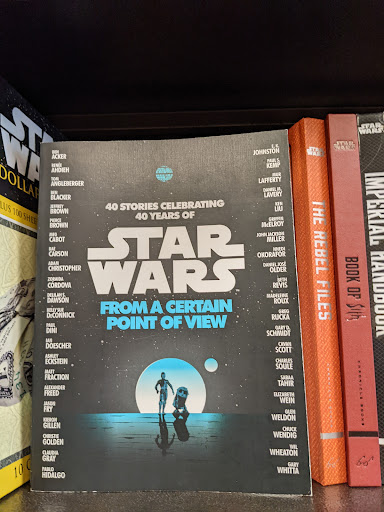 STAR
DOLLAR
PLUS 100
10
BEN
ACKER
RENÉE
AHDIEH
TOM
ANGLEBERGER
BEN
BLACKER
JEFFREY
BROWN
PIERCE
BROWN
MEG
CABOT
RAE
CARSON
ADAM
CHRISTOPHER
ZORAIDA
CÓRDOVA
DELILAH S.
DAWSON
KELLY SUE
DeCONNICK
PAUL
DINI
IAN
DOESCHER
ASHLEY
ECKSTEIN
MATT
FRACTION
ALEXANDER
FREED
JASON
FRY
KIERON
GILLEN
CHRISTIE
GOLDEN
CLAUDIA
GRAY
PABLO
HIDALGO
40 STORIES CELEBRATING
40 YEARS OF
STAR
WARS
FROM A CERTAIN
POINT OF VIEW
E. K.
JOHNSTON
PAUL S.
KEMP
MUR
LAFFERTY
DANIEL M.
LAVERY
KEN
LIU
GRIFFIN
McELROY
JOHN JACKSON
MILLER
NNEDI
OKORAFOR
DANIEL JOSÉ
OLDER
BETH
REVIS
MADELEINE
ROUX
GREG
RUCKA
GARY D.
SCHMIDT
CAVAN
SCOTT
CHARLES
SOULE
SABAA
TAHIR
ELIZABETH
WEIN
GLEN
WELDON
CHUCK
WENDIG
WIL
WHEATON
GARY
WHITTA
STAR WARS
THE REBEL FILES
STAR WARS
BOOK OF SITH
STAR WARS
IMPERIAL HANDBOOK